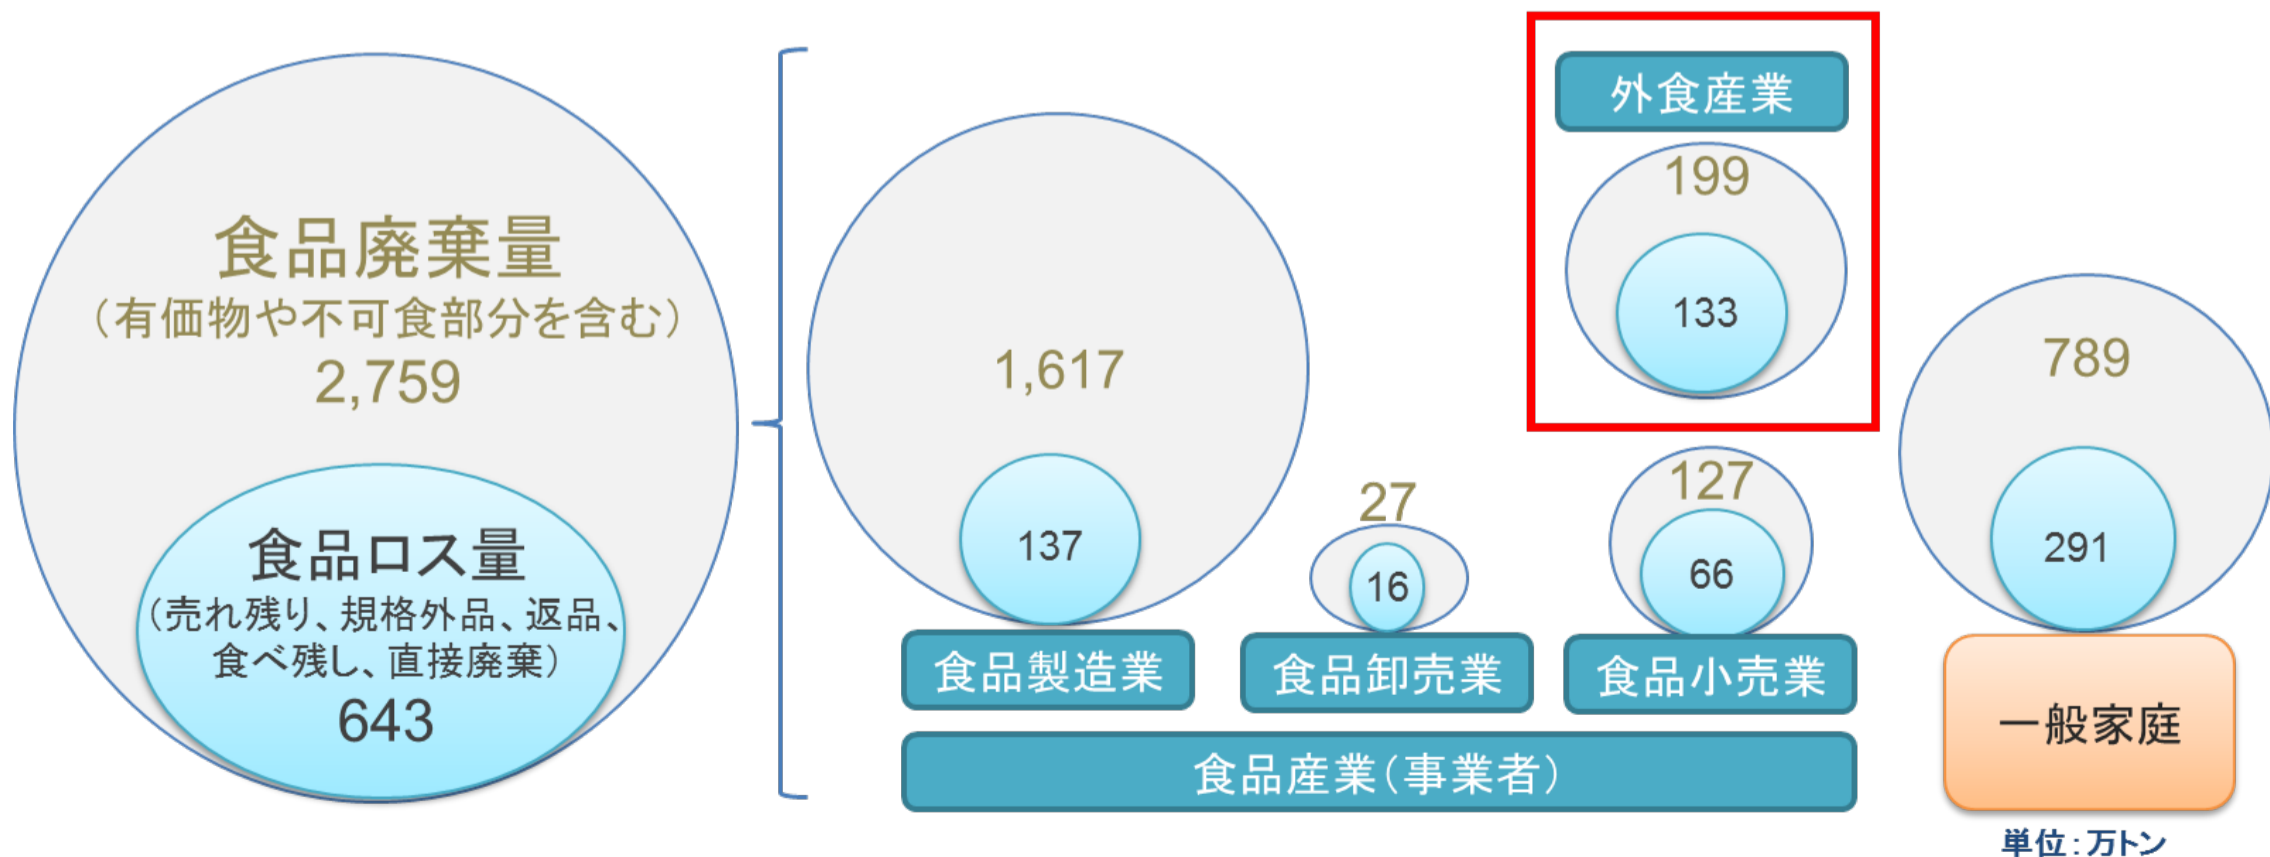 食品廃棄量
（有価物や不可食部分を含む）
2,759
食品ロス量
（売れ残り、規格外品、返品、
食べ残し、直接廃棄）
643
1,617
137
食品製造業
27
16
食品卸売業
外食産業
199
133
127
66
食品小売業
食品産業（事業者）
789
291
一般家庭
単位：万トン